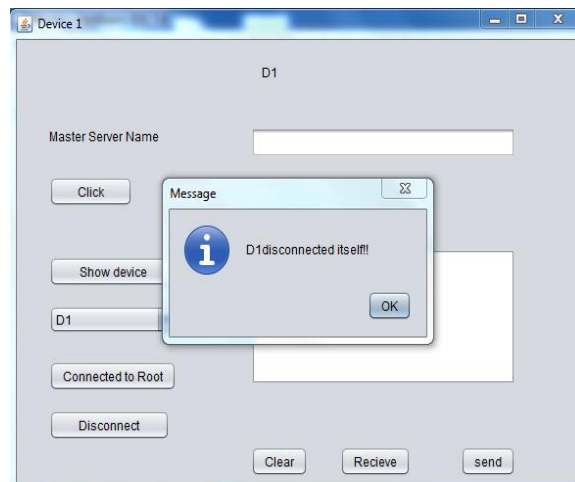 Device 1
D1
Master Server Name
Click
Message
D1disconnected itself!!
Show device
OK
D1
Connected to Root
Disconnect
Clear
Recieve
send